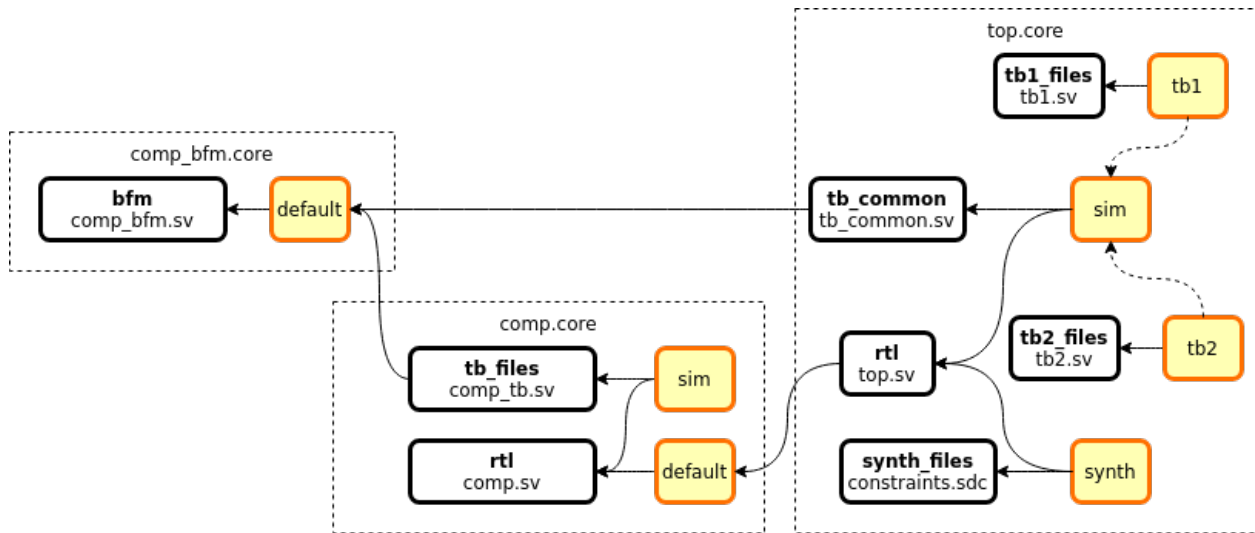 top.core
tb1_files
tb1.sv
tb1
comp_bfm.core
bfm
comp_bfm.sv
default
tb_common
tb_common.sv
sim
comp.core
tb_files
comp_tb.sv
sim
rtl
comp.sv
default
rtl
top.sv
tb2_files
tb2.sv
tb2
synth_files
constraints.sdc
synth